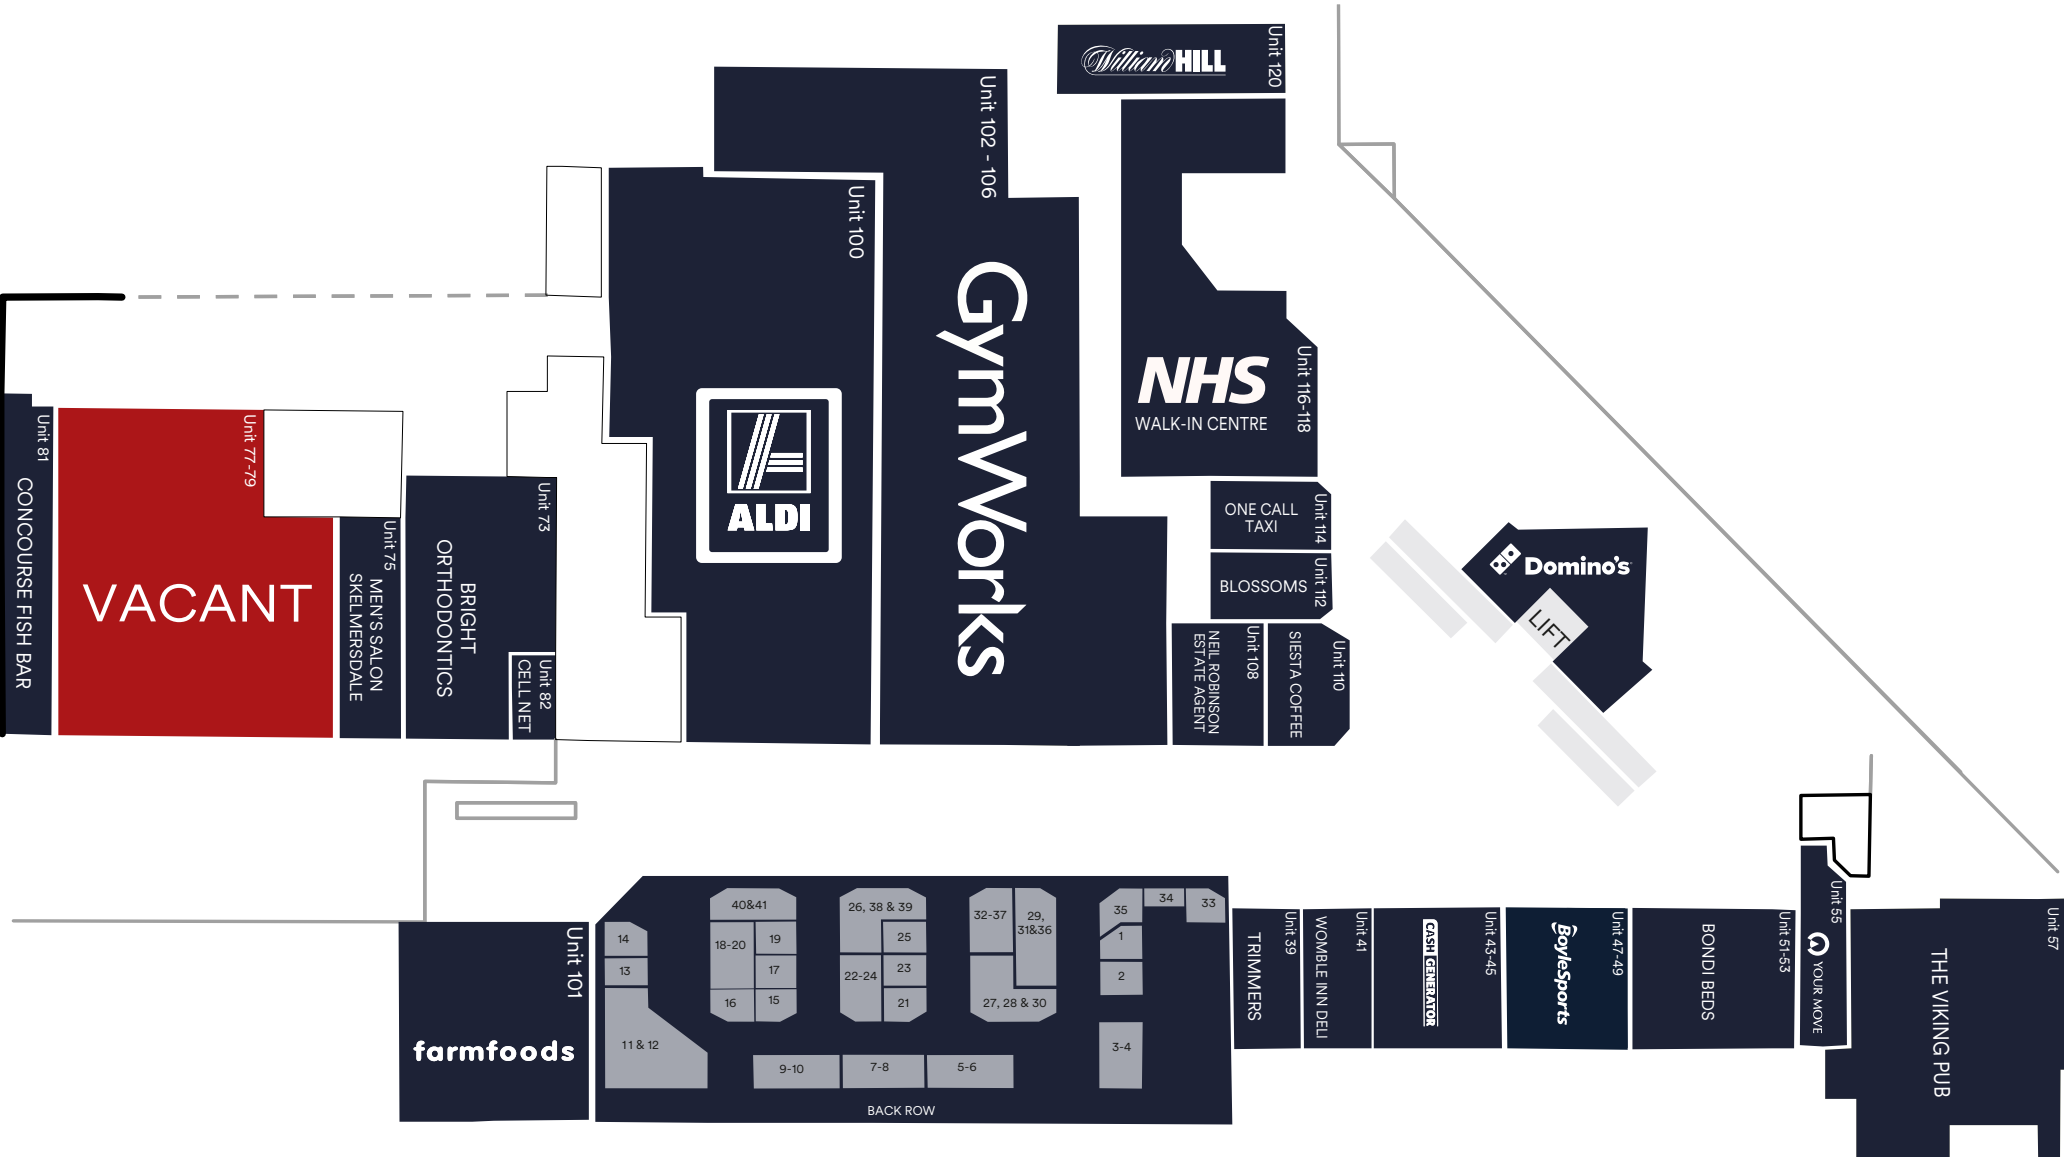 William HILL
Unit 120
Unit 102 - 106
GymWorks
Unit 100
ALDI
NHS
WALK-IN CENTRE
Unit 116-118
Unit 81
CONCOURSE FISH BAR
Unit 77-79
VACANT
Unit 75
MEN'S SALON
SKELMERSDALE
Unit 73
BRIGHT
ORTHODONTICS
Unit 82
CELL NET
ONE CALL
TAXI
Unit 114
BLOSSOMS
Unit 112
Unit 108
NEIL ROBINSON
ESTATE AGENT
Unit 110
SIESTA COFFEE
Domino's
LIFT
Unit 101
farmfoods
14
13
11 & 12
40&41
18-20
19
17
16
15
26, 38 & 39
25
22-24
23
21
32-37
29,
31&36
27, 28 & 30
35
34
33
1
2
3-4
9-10
7-8
5-6
BACK ROW
Unit 39
TRIMMERS
Unit 41
WOMBLE INN DELI
Unit 43-45
CASH GENERATOR
Unit 47-49
BoyleSports
Unit 51-53
BONDI BEDS
Unit 55
YOUR MOVE
Unit 57
THE VIKING PUB